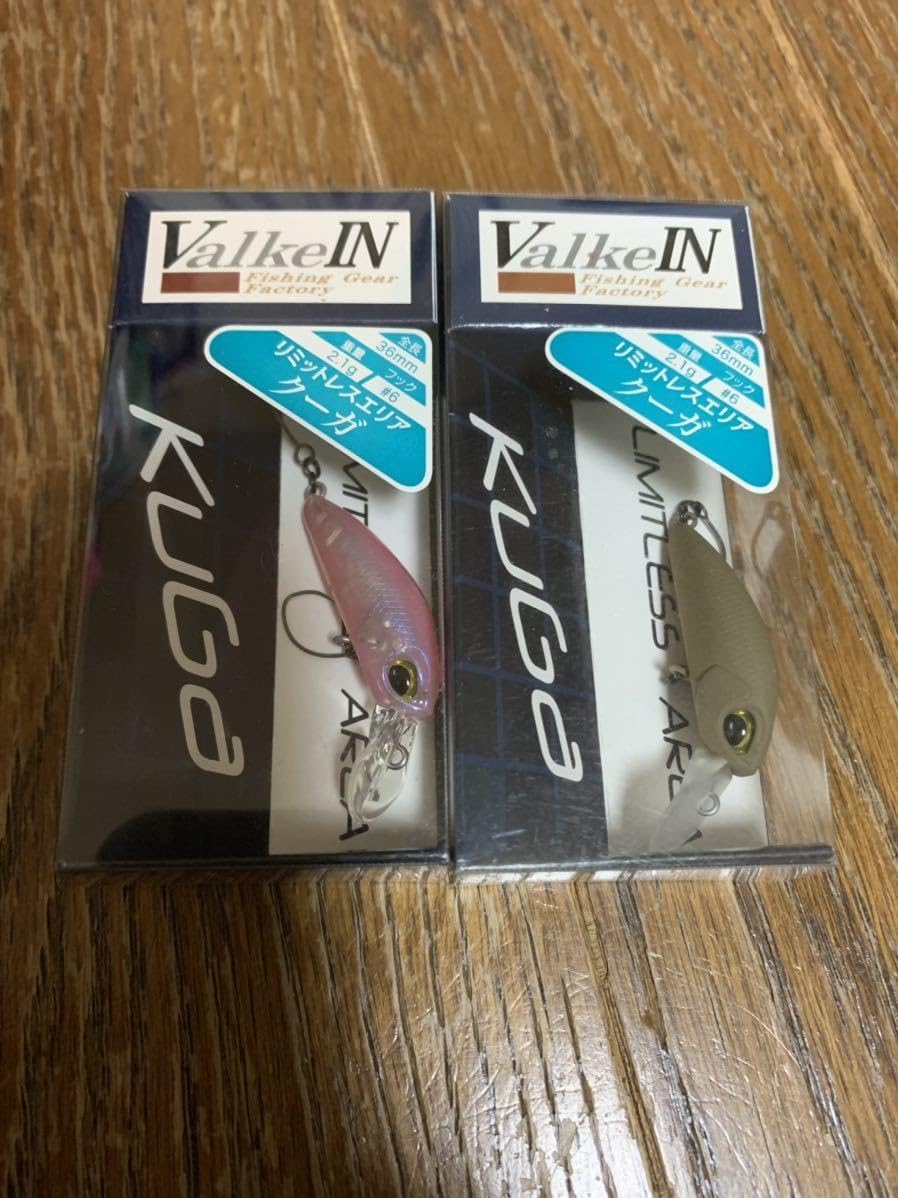 ValkeIN
Fishing Gear
Factory
全長
36mm
重量
2.1g
フック
#6
リミットレスエリア
クーガ
KUGa
ValkeIN
Fishing Gear
Factory
全長
36mm
重量
2.1g
フック
#6
リミットレスエリア
クーガ
KUGa
LIMITLESS